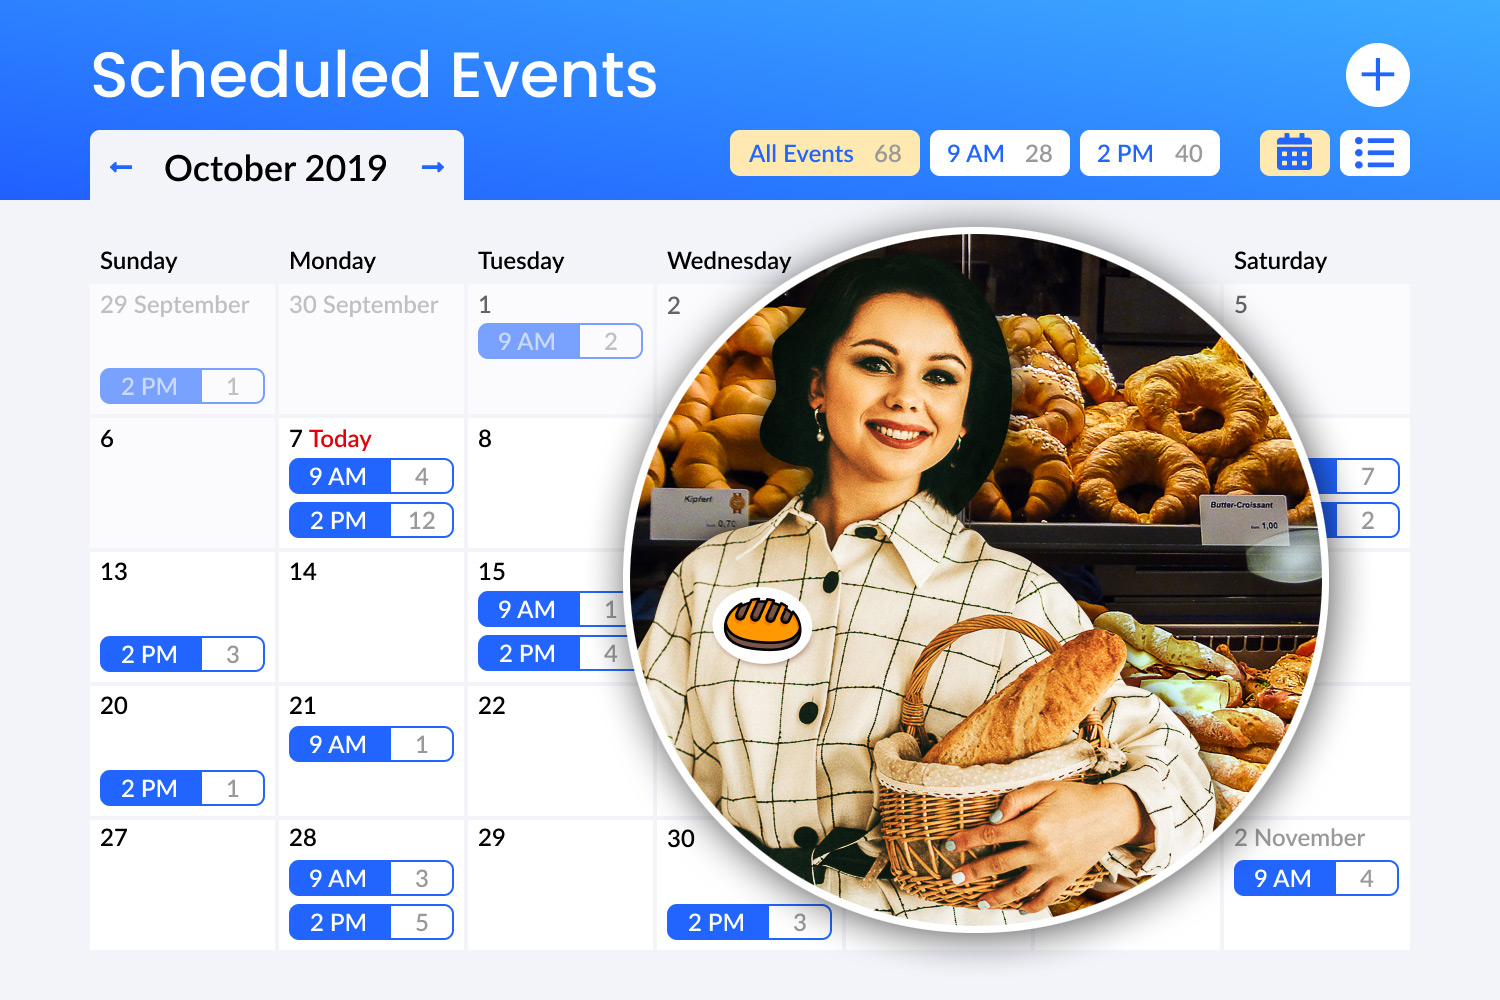 Scheduled Events
October 2019
All Events 68
9 AM 28
2 PM 40
Sunday Monday Tuesday Wednesday Saturday
29 September 30 September 1 2 5
9 AM 2
2 PM 1
6 7 Today 8
9 AM 4 7
2 PM 12 2
Kipferl
0,70
Butter-Croissant
1,00
13 14 15
9 AM 1
2 PM 3 2 PM 4
20 21 22
9 AM 1
2 PM 1
27 28 29 30 2 November
9 AM 3 9 AM 4
2 PM 5 2 PM 3